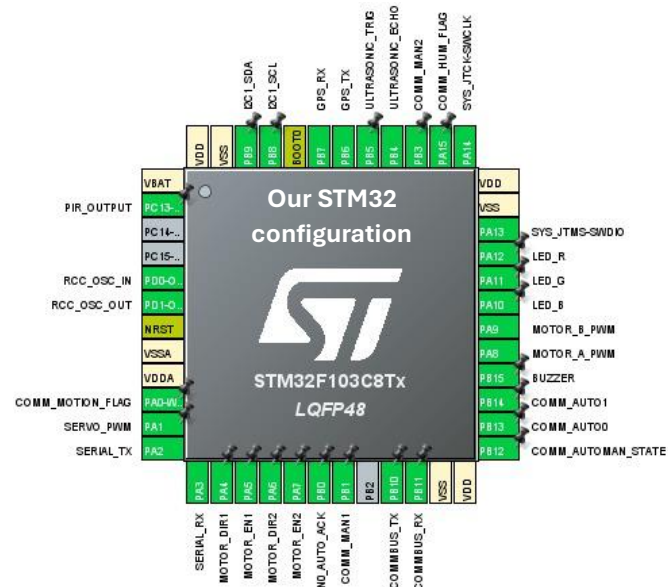 I2C1_SDA
I2C1_SCL
GPS_RX
GPS_TX
ULTRASONIC_TRIG
ULTRASONIC_ECHO
COMM_MAN2
COMM_HUM_FLAG
SYS_JTCK-SWCLK
VDD
VSS
PB9
PB8
BOOT0
PB7
PB6
PB5
PB4
PB3
PA15
PA14
Our STM32
configuration
ST
STM32F103C8Tx
LQFP48
VBAT
PIR_OUTPUT PC13-..
PC14-..
PC15-..
RCC_OSC_IN PD0-O..
RCC_OSC_OUT PD1-O..
NRST
VSSA
VDDA
COMM_MOTION_FLAG PA0-W..
SERVO_PWM PA1
SERIAL_TX PA2
VDD
VSS
PA13 SYS_JTMS-SWDIO
PA12 LED_R
PA11 LED_G
PA10 LED_B
PA9 MOTOR_B_PWM
PA8 MOTOR_A_PWM
PB15 BUZZER
PB14 COMM_AUTO1
PB13 COMM_AUTO0
PB12 COMM_AUTOMAN_STATE
PA3
PA4
PA5
PA6
PA7
PB0
PB1
PB2
PB10
PB11
VSS
VDD
SERIAL_RX
MOTOR_DIR1
MOTOR_EN1
MOTOR_DIR2
MOTOR_EN2
NO_AUTO_ACK
COMM_MAN1
COMMBUS_TX
COMMBUS_RX